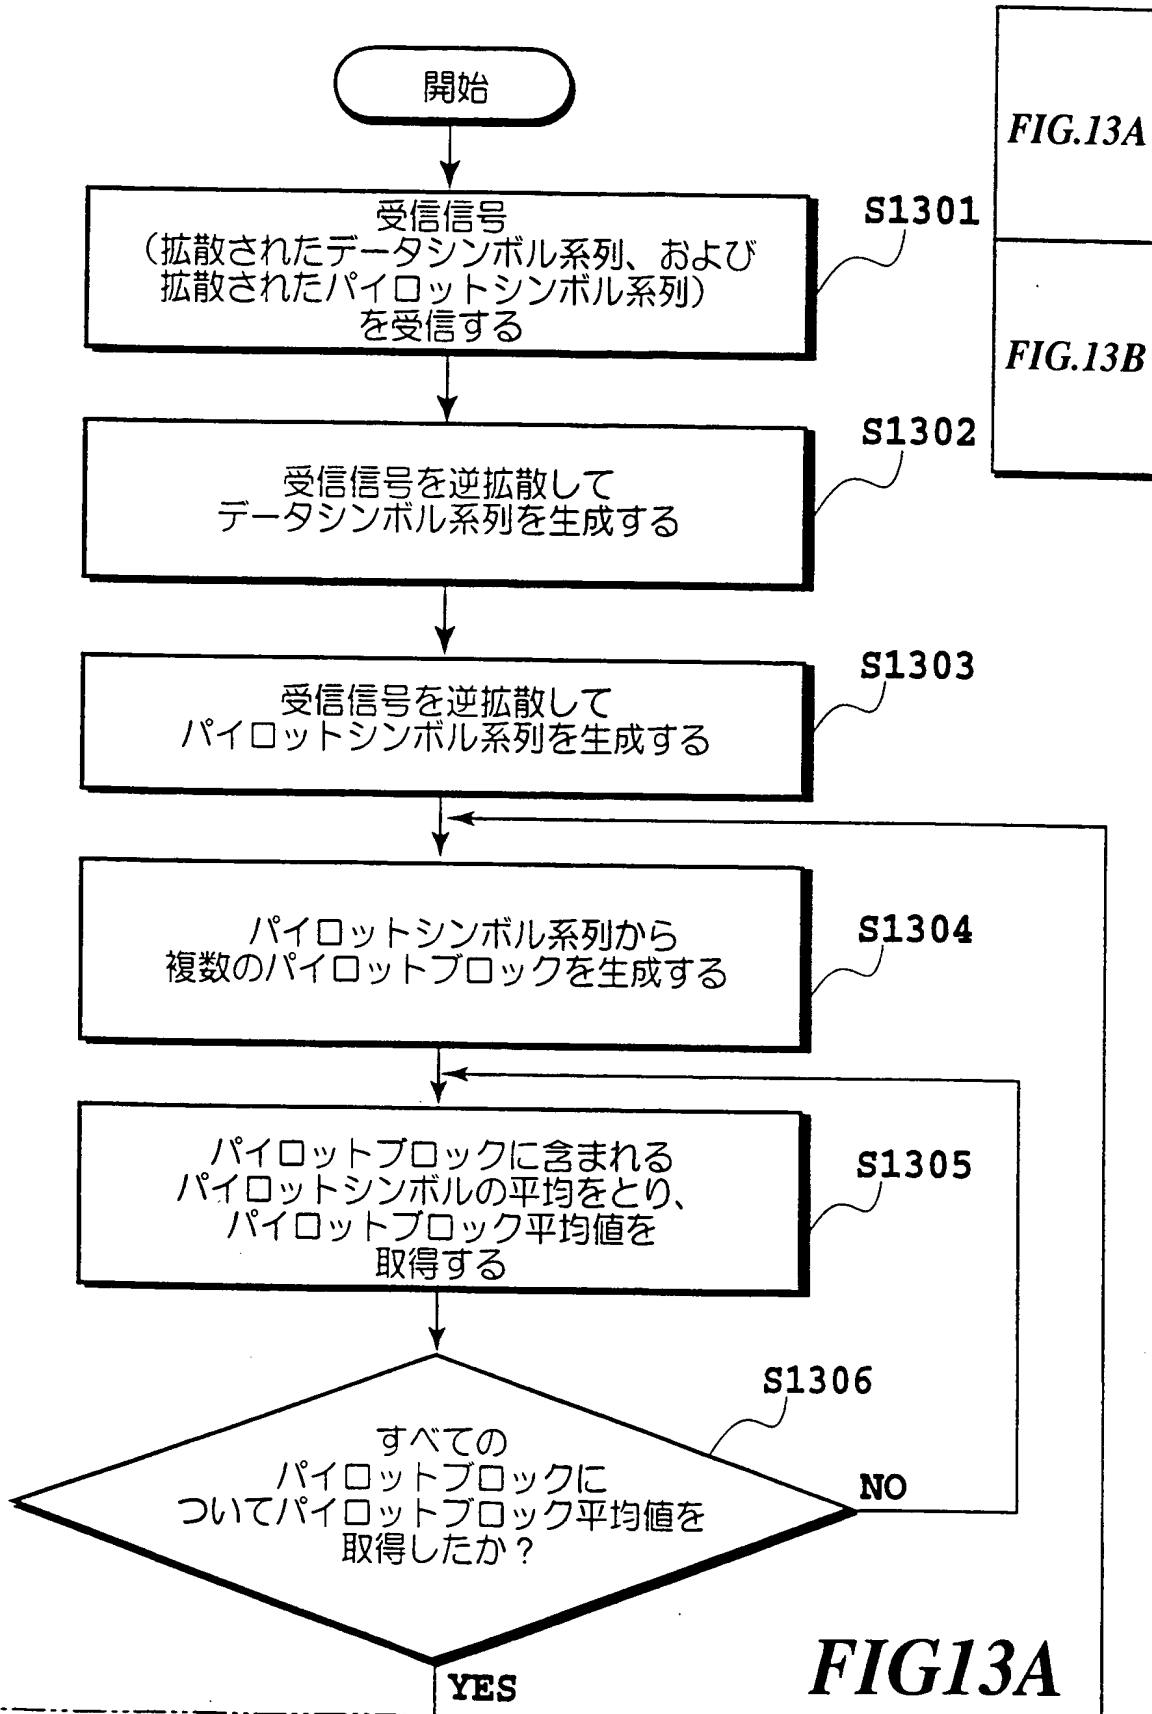 開始
受信信号
(拡散されたデータシンボル系列、および
拡散されたパイロットシンボル系列)
を受信する
S1301
FIG.13A
FIG.13B
受信信号を逆拡散して
データシンボル系列を生成する
S1302
受信信号を逆拡散して
パイロットシンボル系列を生成する
S1303
パイロットシンボル系列から
複数のパイロットブロックを生成する
S1304
パイロットブロックに含まれる
パイロットシンボルの平均をとり、
パイロットブロック平均値を
取得する
S1305
すべての
パイロットブロックに
ついてパイロットブロック平均値を
取得したか?
S1306
NO
YES
FIG13A